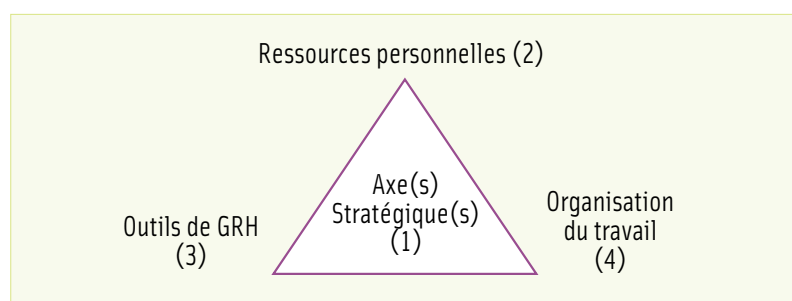 Ressources personnelles (2)
Axe(s)
Stratégique(s)
(1)
Outils de GRH
(3)
Organisation
du travail
(4)